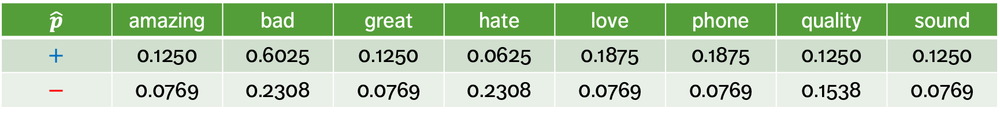 p̂ amazing bad great hate love phone quality sound
+ 0.1250 0.6025 0.1250 0.0625 0.1875 0.1875 0.1250 0.1250
− 0.0769 0.2308 0.0769 0.2308 0.0769 0.0769 0.1538 0.0769